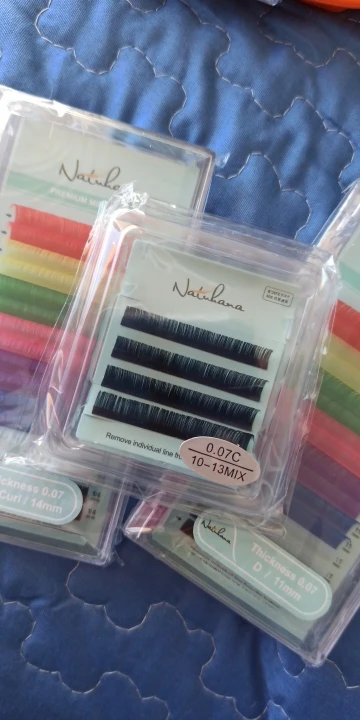 Natuhana
PREMIUM
Natuhana
Remove individual line
0.07C
10-13MIX
Thickness 0.07
Curl / 14mm
Natuhana
Thickness 0.07
D / 11mm